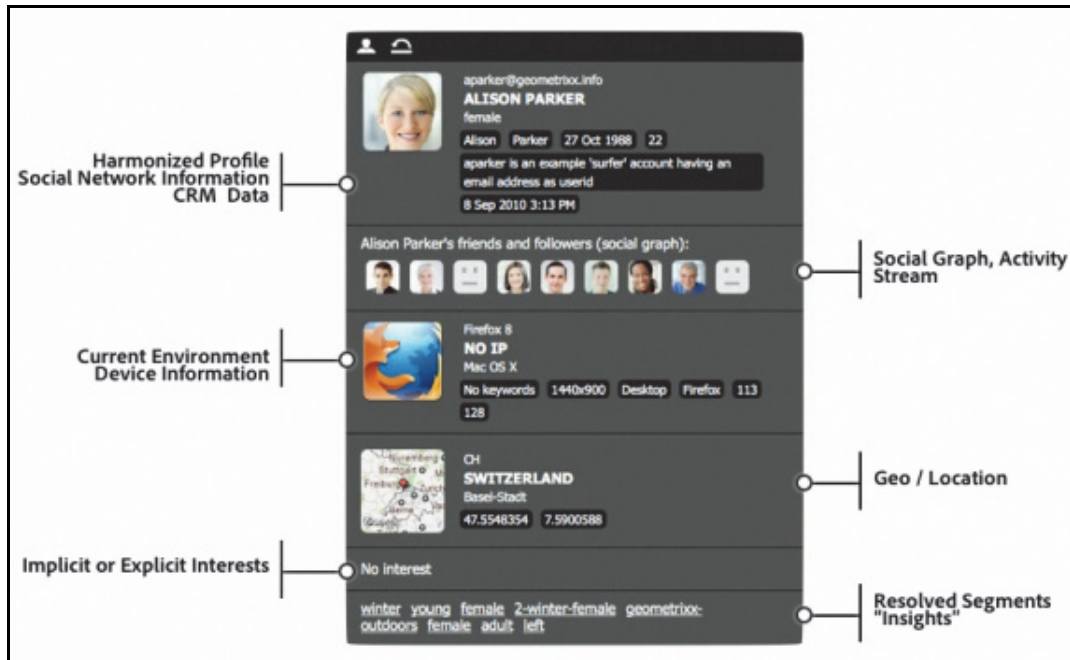 aparker@geometrixx.info
ALISON PARKER
female
Alison Parker 27 Oct 1988 22
aparker is an example 'surfer' account having an
email address as userid
8 Sep 2010 3:13 PM
Harmonized Profile
Social Network Information
CRM Data
Alison Parker's friends and followers (social graph):
Social Graph, Activity
Stream
Firefox 8
NO IP
Mac OS X
No keywords 1440x900 Desktop Firefox 113
128
Current Environment
Device Information
Nuremberg
Stuttgart
Freiburg
Zurich
Berne
CH
SWITZERLAND
Basel-Stadt
47.5548354 7.5900588
Geo / Location
Implicit or Explicit Interests
No interest
winter young female 2-winter-female geometrixx-
outdoors female adult left
Resolved Segments
"Insights"